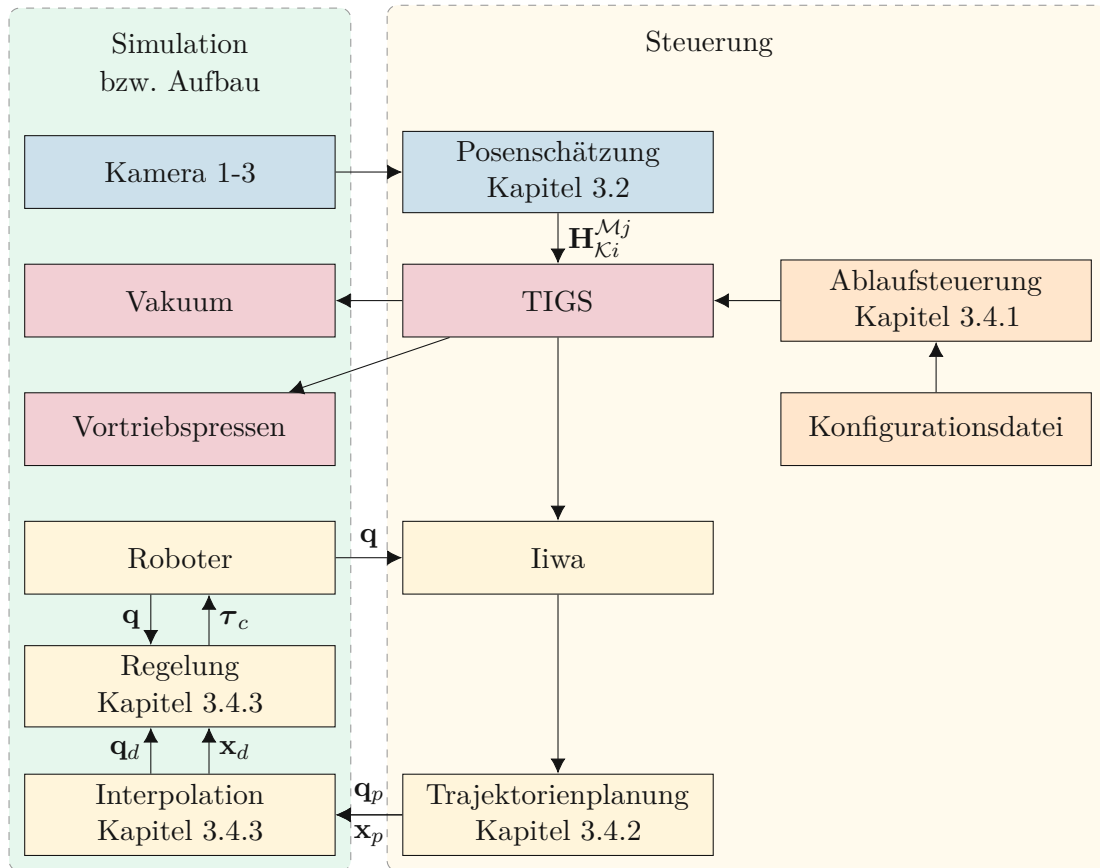 Simulation
bzw. Aufbau
Steuerung
Kamera 1-3
Posenschätzung
Kapitel 3.2
H_{Ki}^{Mj}
Vakuum
TIGS
Ablaufsteuerung
Kapitel 3.4.1
Vortriebspressen
Konfigurationsdatei
Roboter
q
Iiwa
q
τ_c
Regelung
Kapitel 3.4.3
q_d
x_d
Interpolation
Kapitel 3.4.3
q_p
x_p
Trajektorienplanung
Kapitel 3.4.2